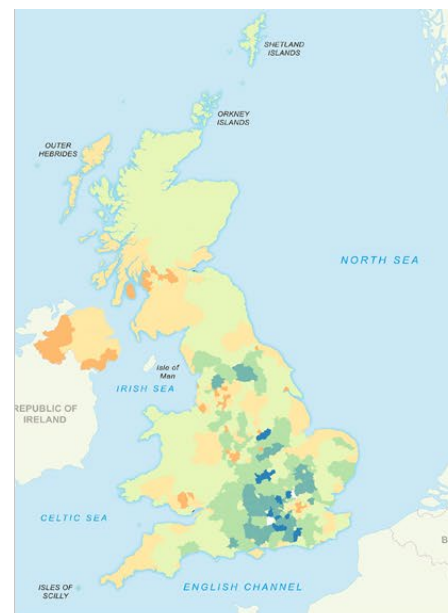 SHETLAND
ISLANDS
ORKNEY
ISLANDS
OUTER
HEBRIDES
NORTH SEA
Isle of
Man
IRISH SEA
REPUBLIC OF
IRELAND
CELTIC SEA
ISLES OF
SCILLY
ENGLISH CHANNEL
B